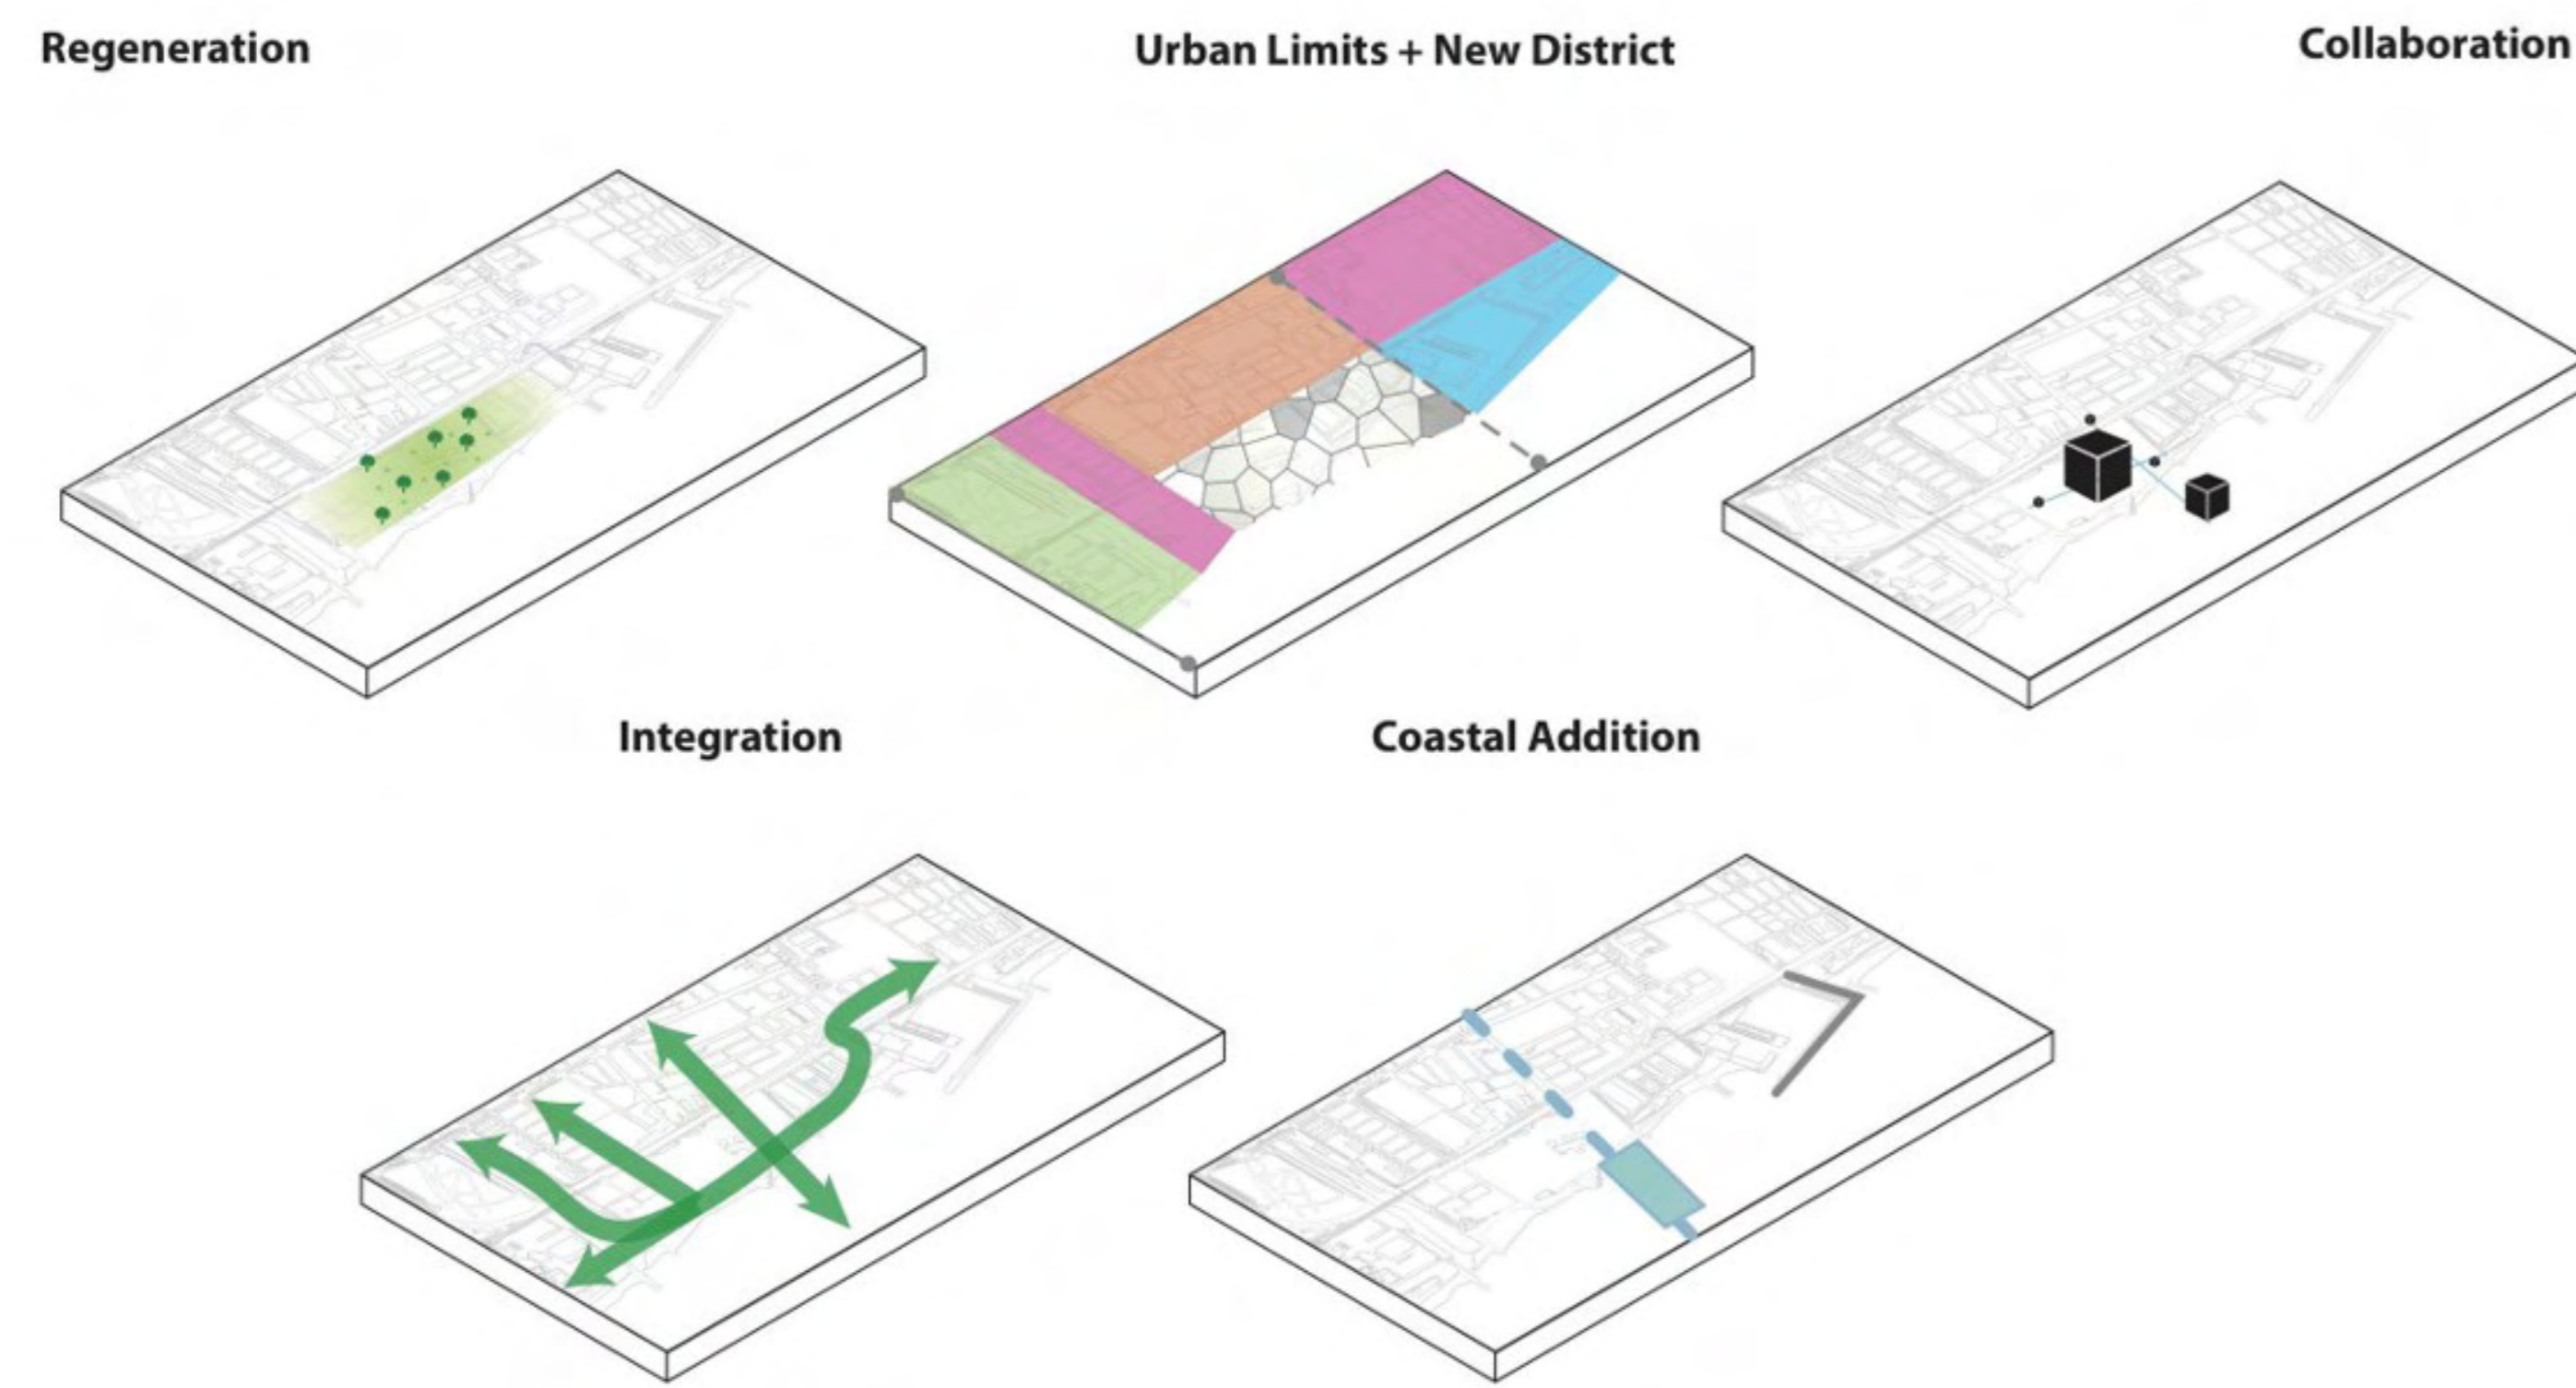 Regeneration
Urban Limits + New District
Collaboration
Integration
Coastal Addition